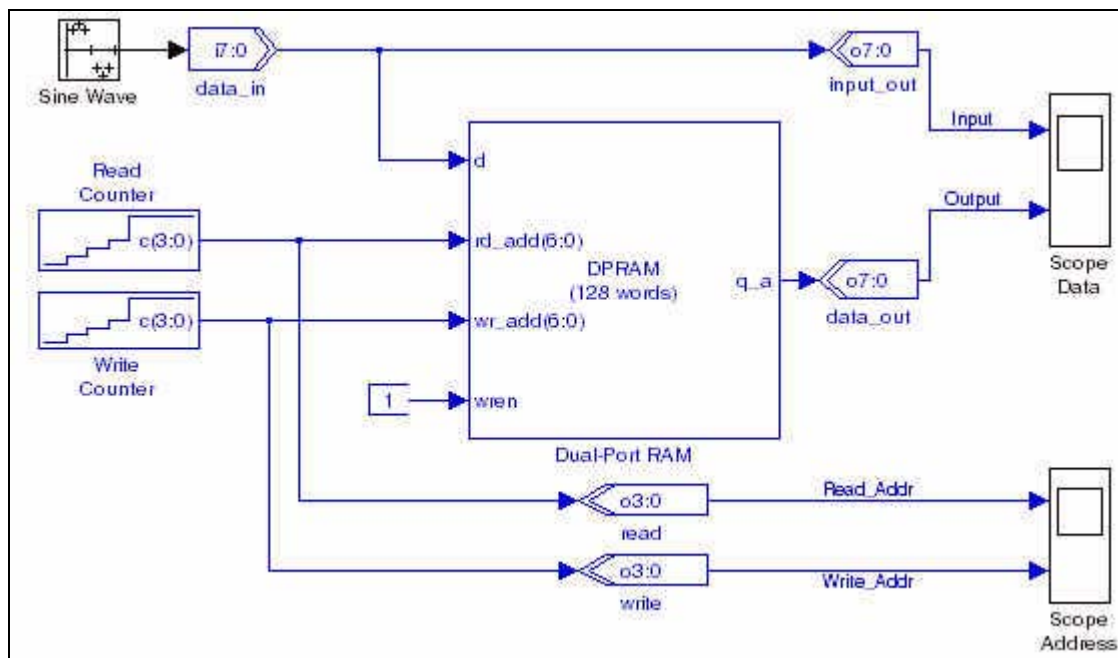 i7:0
o7:0
Sine Wave
data_in
input_out
Input
d
Read
Counter
Output
c(3:0)
rd_add(6:0)
DPRAM
(128 words)
q_a
o7:0
Scope
Data
data_out
c(3:0)
wr_add(6:0)
Write
Counter
1
wren
Dual-Port RAM
o3:0
Read_Addr
read
o3:0
Write_Addr
write
Scope
Address